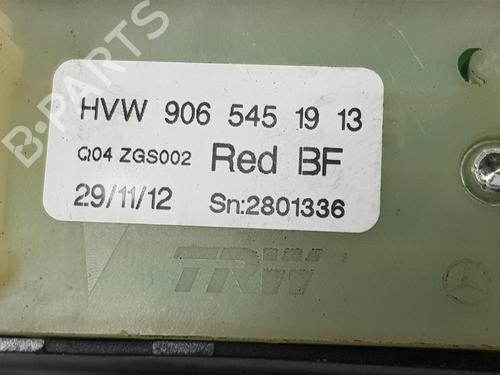 B-PARTS
HVW 906 545 19 13
Q04 ZGS002 Red BF
29/11/12 Sn:2801336
TRW